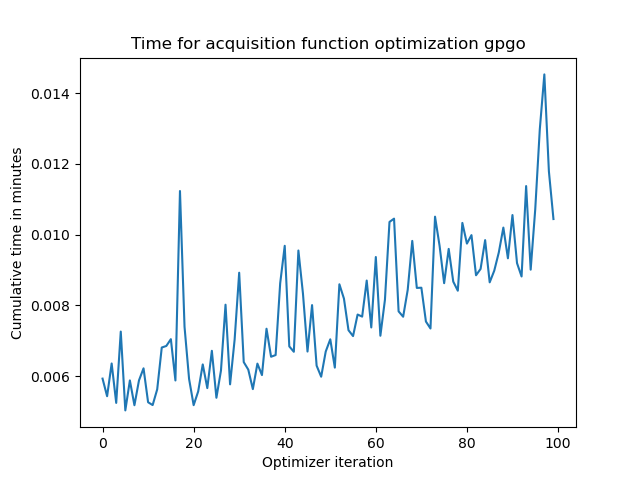 Time for acquisition function optimization gpgo
0.014
0.012
0.010
0.008
0.006
Cumulative time in minutes
0 20 40 60 80 100
Optimizer iteration